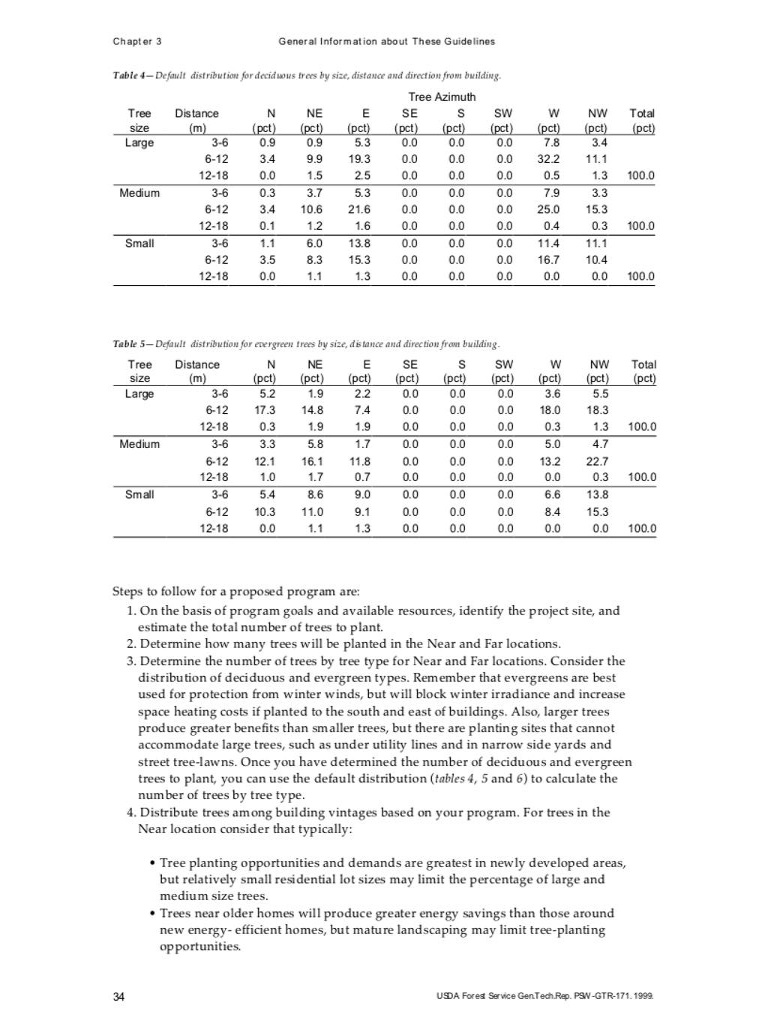 Chapter 3 General Information about These Guidelines
Table 4—Default distribution for deciduous trees by size, distance and direction from building.
Tree Azimuth
Tree Distance N NE E SE S SW W NW Total
size (m) (pct) (pct) (pct) (pct) (pct) (pct) (pct) (pct) (pct)
Large 3-6 0.9 0.9 5.3 0.0 0.0 0.0 7.8 3.4
6-12 3.4 9.9 19.3 0.0 0.0 0.0 32.2 11.1
12-18 0.0 1.5 2.5 0.0 0.0 0.0 0.5 1.3 100.0
Medium 3-6 0.3 3.7 5.3 0.0 0.0 0.0 7.9 3.3
6-12 3.4 10.6 21.6 0.0 0.0 0.0 25.0 15.3
12-18 0.1 1.2 1.6 0.0 0.0 0.0 0.4 0.3 100.0
Small 3-6 1.1 6.0 13.8 0.0 0.0 0.0 11.4 11.1
6-12 3.5 8.3 15.3 0.0 0.0 0.0 16.7 10.4
12-18 0.0 1.1 1.3 0.0 0.0 0.0 0.0 0.0 100.0
Table 5—Default distribution for evergreen trees by size, distance and direction from building.
Tree Distance N NE E SE S SW W NW Total
size (m) (pct) (pct) (pct) (pct) (pct) (pct) (pct) (pct) (pct)
Large 3-6 5.2 1.9 2.2 0.0 0.0 0.0 3.6 5.5
6-12 17.3 14.8 7.4 0.0 0.0 0.0 18.0 18.3
12-18 0.3 1.9 1.9 0.0 0.0 0.0 0.3 1.3 100.0
Medium 3-6 3.3 5.8 1.7 0.0 0.0 0.0 5.0 4.7
6-12 12.1 16.1 11.8 0.0 0.0 0.0 13.2 22.7
12-18 1.0 1.7 0.7 0.0 0.0 0.0 0.0 0.3 100.0
Small 3-6 5.4 8.6 9.0 0.0 0.0 0.0 6.6 13.8
6-12 10.3 11.0 9.1 0.0 0.0 0.0 8.4 15.3
12-18 0.0 1.1 1.3 0.0 0.0 0.0 0.0 0.0 100.0
Steps to follow for a proposed program are:
1. On the basis of program goals and available resources, identify the project site, and
estimate the total number of trees to plant.
2. Determine how many trees will be planted in the Near and Far locations.
3. Determine the number of trees by tree type for Near and Far locations. Consider the
distribution of deciduous and evergreen types. Remember that evergreens are best
used for protection from winter winds, but will block winter irradiance and increase
space heating costs if planted to the south and east of buildings. Also, larger trees
produce greater benefits than smaller trees, but there are planting sites that cannot
accommodate large trees, such as under utility lines and in narrow side yards and
street tree-lawns. Once you have determined the number of deciduous and evergreen
trees to plant, you can use the default distribution (tables 4, 5 and 6) to calculate the
number of trees by tree type.
4. Distribute trees among building vintages based on your program. For trees in the
Near location consider that typically:
• Tree planting opportunities and demands are greatest in newly developed areas,
but relatively small residential lot sizes may limit the percentage of large and
medium size trees.
• Trees near older homes will produce greater energy savings than those around
new energy- efficient homes, but mature landscaping may limit tree-planting
opportunities.
34 USDA Forest Service Gen.Tech.Rep. PSW-GTR-171. 1999.